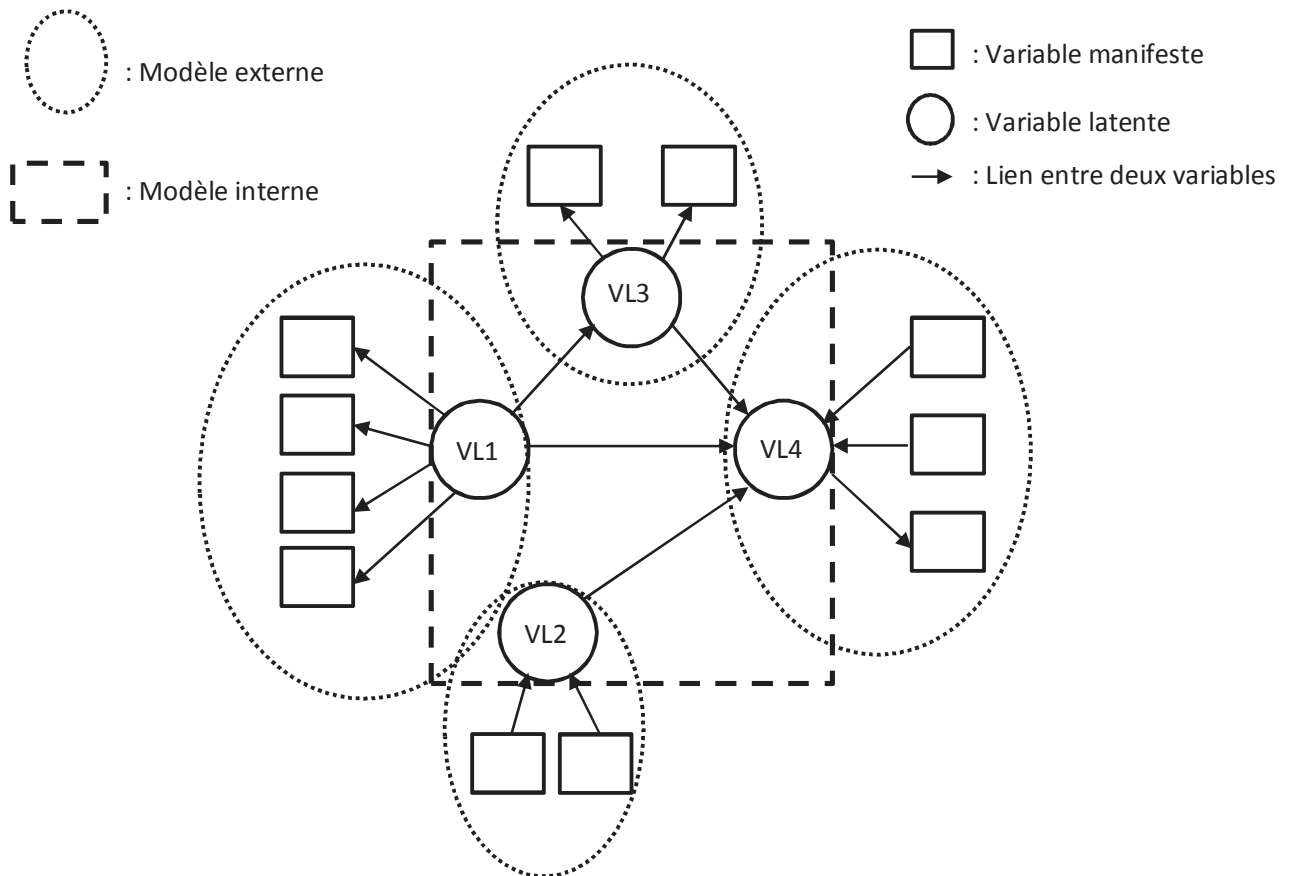 : Modèle externe
: Modèle interne
: Variable manifeste
: Variable latente
: Lien entre deux variables
VL3
VL1
VL4
VL2